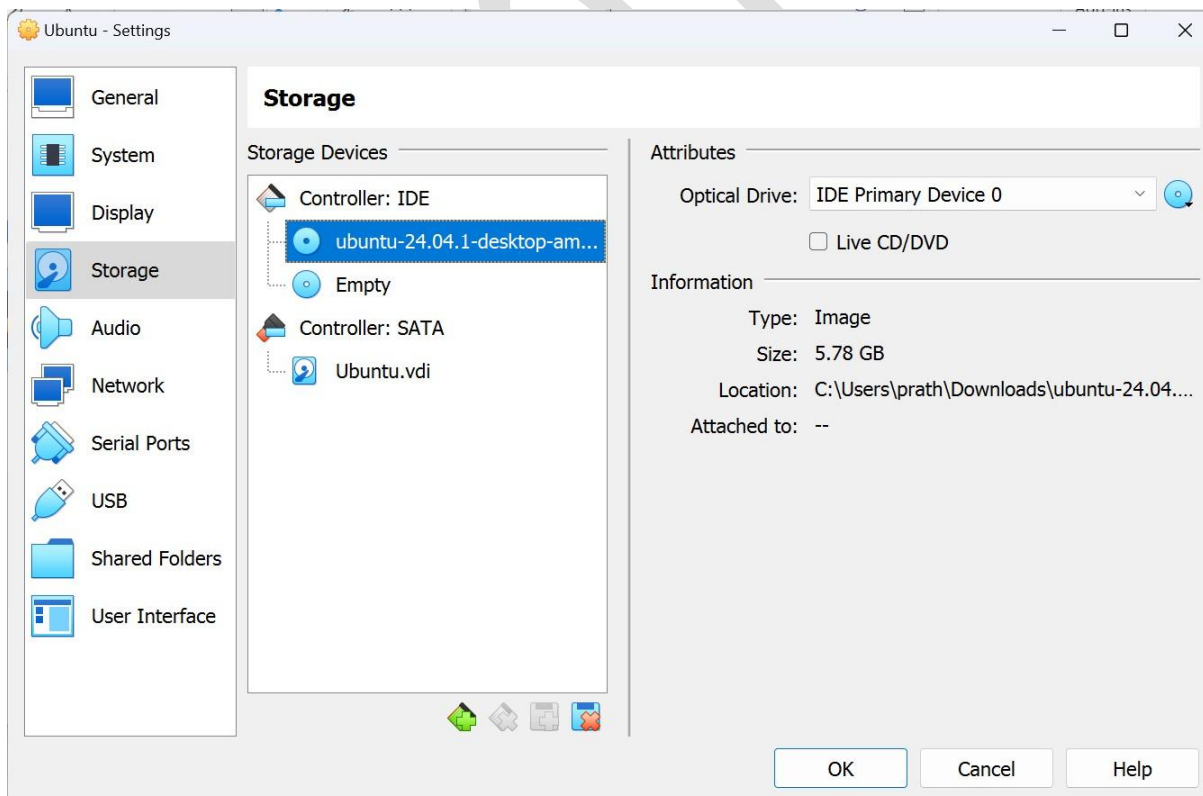 Ubuntu - Settings
General
System
Display
Storage
Audio
Network
Serial Ports
USB
Shared Folders
User Interface
Storage
Storage Devices
Controller: IDE
ubuntu-24.04.1-desktop-am...
Empty
Controller: SATA
Ubuntu.vdi
Attributes
Optical Drive: IDE Primary Device 0
Live CD/DVD
Information
Type: Image
Size: 5.78 GB
Location: C:\Users\prath\Downloads\ubuntu-24.04....
Attached to: --
OK Cancel Help